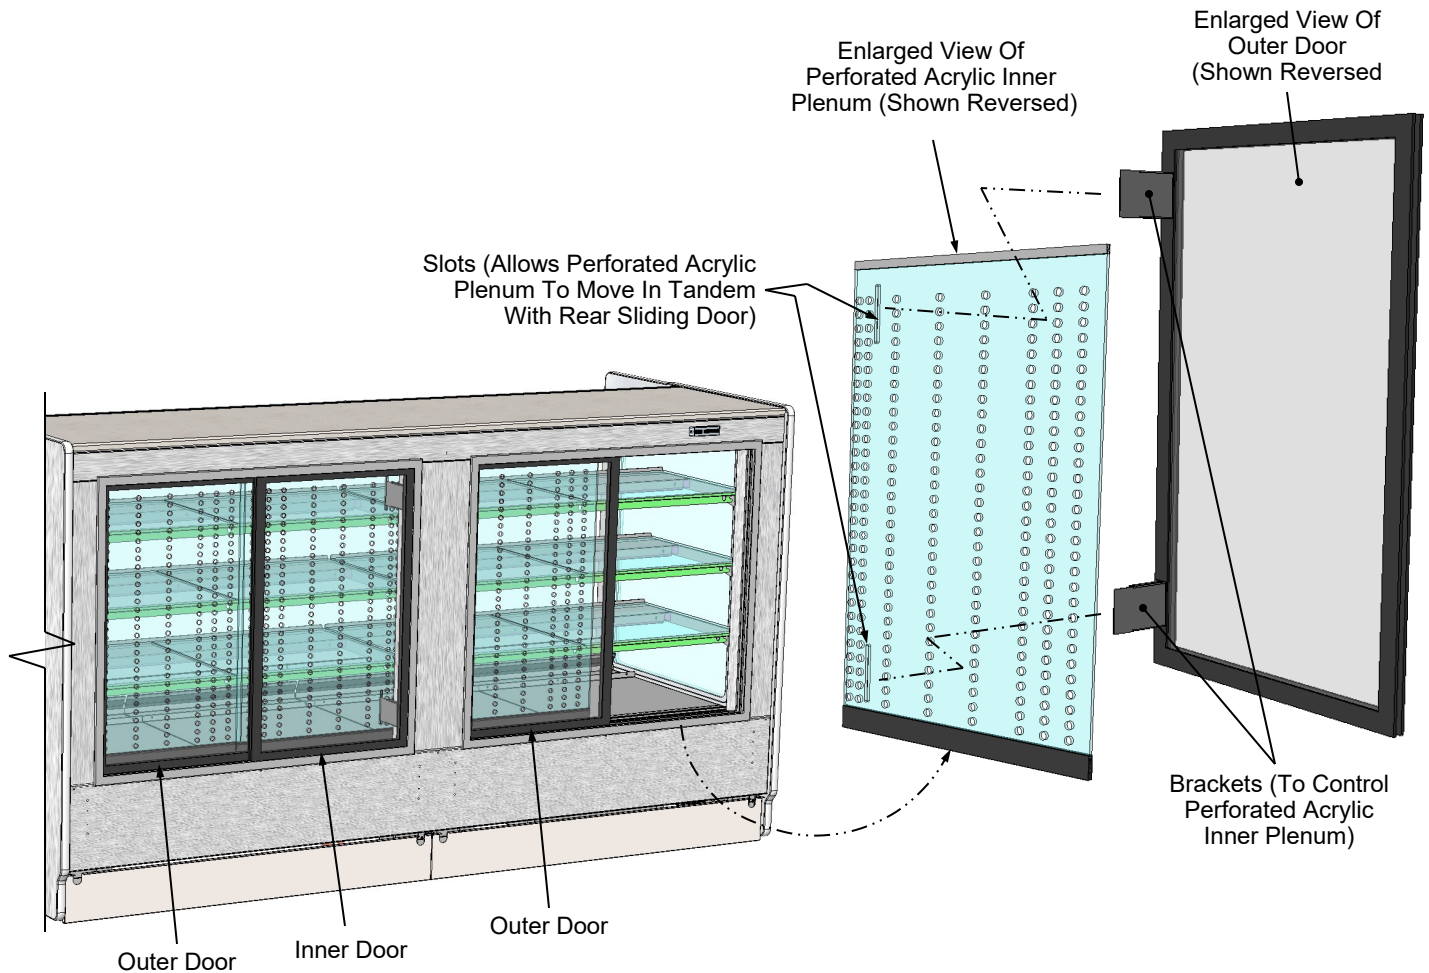 Enlarged View Of
Outer Door
(Shown Reversed
Enlarged View Of
Perforated Acrylic Inner
Plenum (Shown Reversed)
Slots (Allows Perforated Acrylic
Plenum To Move In Tandem
With Rear Sliding Door)
Brackets (To Control
Perforated Acrylic
Inner Plenum)
Outer Door
Inner Door
Outer Door